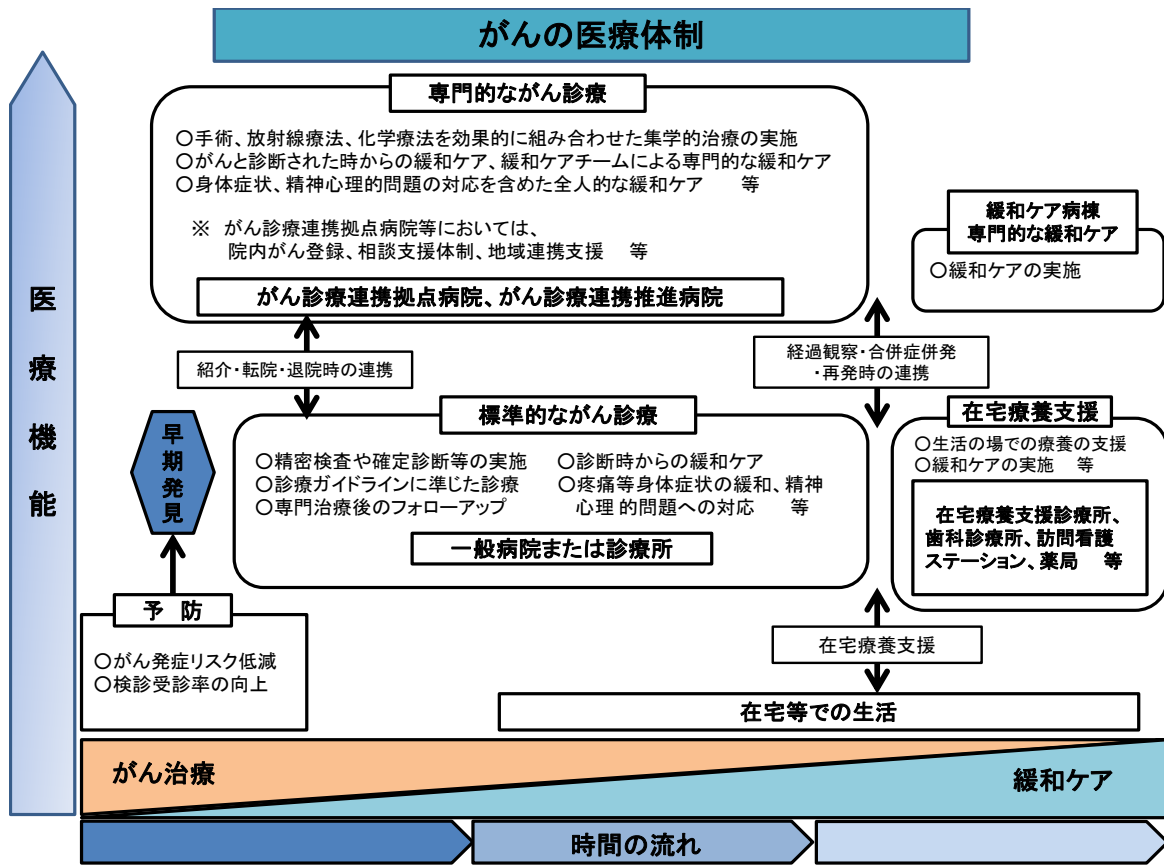 がんの医療体制
医療機能
専門的ながん診療
○手術、放射線療法、化学療法を効果的に組み合わせた集学的治療の実施
○がんと診断された時からの緩和ケア、緩和ケアチームによる専門的な緩和ケア
○身体症状、精神心理的問題の対応を含めた全人的な緩和ケア 等
※ がん診療連携拠点病院等においては、
院内がん登録、相談支援体制、地域連携支援 等
がん診療連携拠点病院、がん診療連携推進病院
緩和ケア病棟
専門的な緩和ケア
○緩和ケアの実施
紹介・転院・退院時の連携
経過観察・合併症併発
・再発時の連携
早期発見
標準的ながん診療
○精密検査や確定診断等の実施
○診療ガイドラインに準じた診療
○専門治療後のフォローアップ
○診断時からの緩和ケア
○疼痛等身体症状の緩和、精神
心理 的問題への対応 等
一般病院または診療所
在宅療養支援
○生活の場での療養の支援
○緩和ケアの実施 等
在宅療養支援診療所、
歯科診療所、訪問看護
ステーション、薬局 等
予 防
○がん発症リスク低減
○検診受診率の向上
在宅療養支援
在宅等での生活
がん治療
緩和ケア
時間の流れ